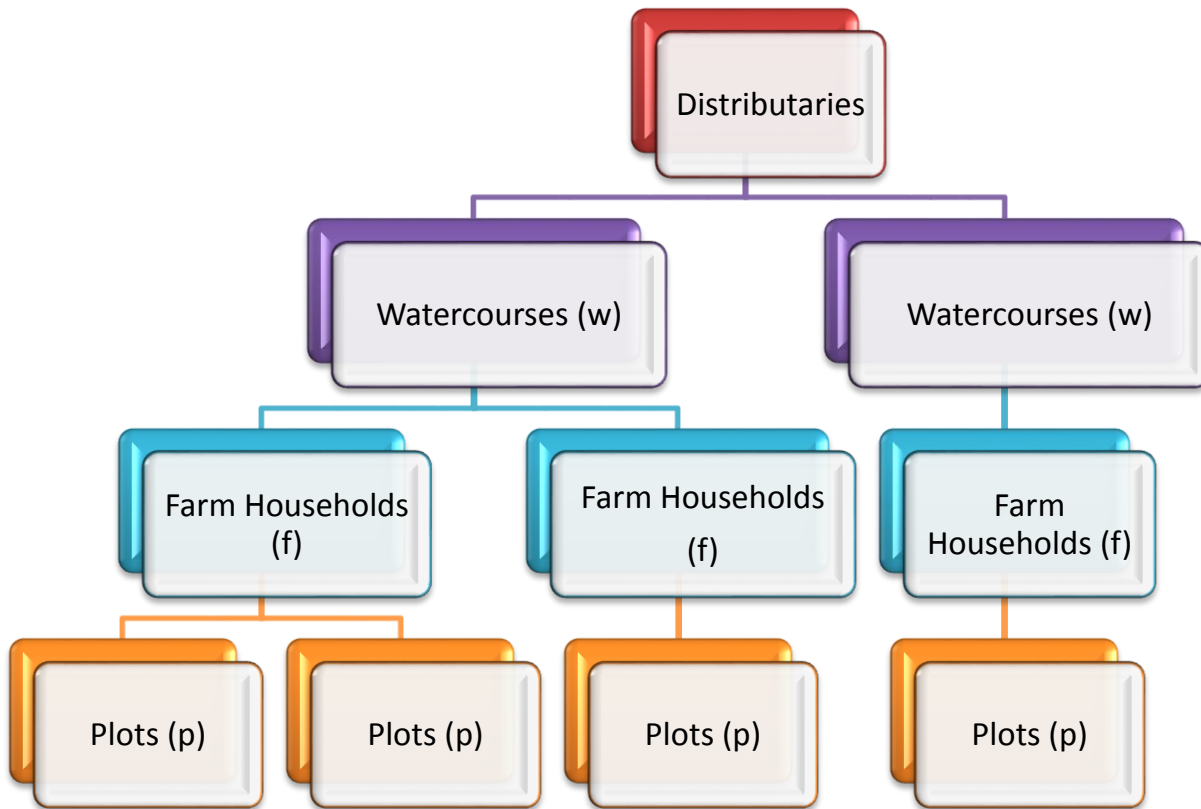 Distributaries
Watercourses (w)
Watercourses (w)
Farm Households
(f)
Farm Households
(f)
Farm
Households (f)
Plots (p)
Plots (p)
Plots (p)
Plots (p)